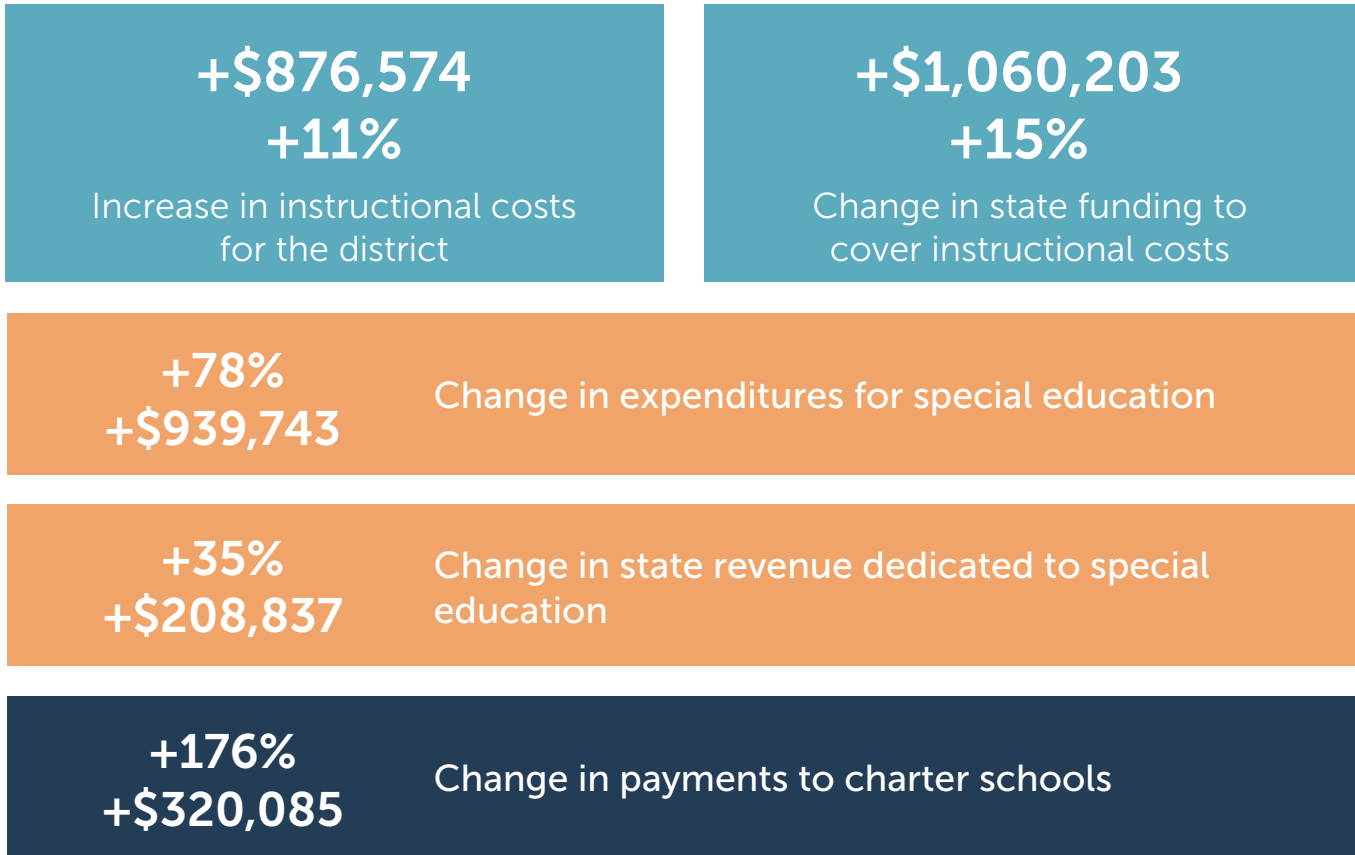 +$876,574
+11%
Increase in instructional costs
for the district
+$1,060,203
+15%
Change in state funding to
cover instructional costs
+78%
+$939,743
Change in expenditures for special education
+35%
+$208,837
Change in state revenue dedicated to special
education
+176%
+$320,085
Change in payments to charter schools